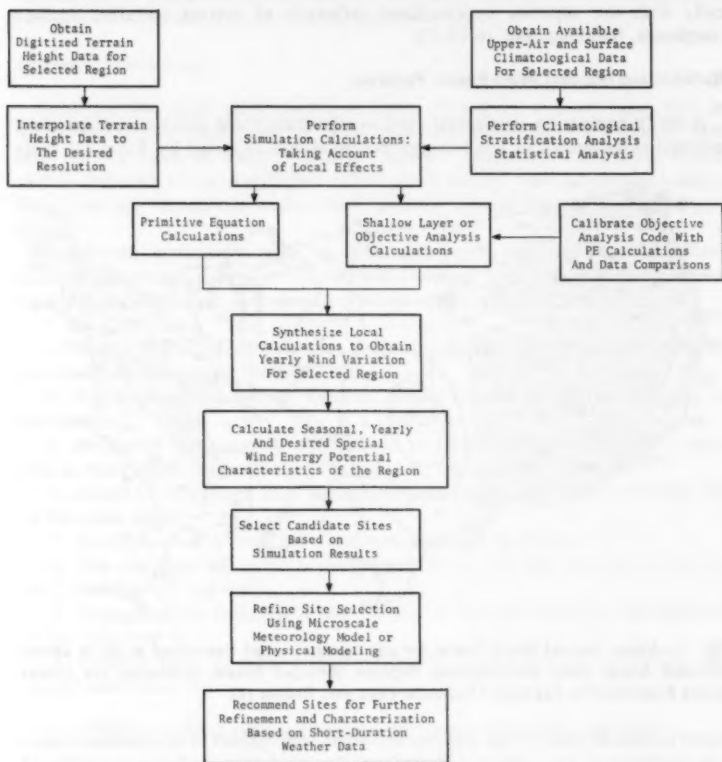 Obtain
Digitized Terrain
Height Data for
Selected Region
Obtain Available
Upper-Air and Surface
Climatological Data
For Selected Region
Interpolate Terrain
Height Data to
The Desired
Resolution
Perform
Simulation Calculations:
Taking Account
of Local Effects
Perform Climatological
Stratification Analysis
Statistical Analysis
Primitive Equation
Calculations
Shallow Layer or
Objective Analysis
Calculations
Calibrate Objective
Analysis Code With
PE Calculations
And Data Comparisons
Synthesize Local
Calculations to Obtain
Yearly Wind Variation
For Selected Region
Calculate Seasonal, Yearly
And Desired Special
Wind Energy Potential
Characteristics of the Region
Select Candidate Sites
Based on
Simulation Results
Refine Site Selection
Using Microscale
Meteorology Model or
Physical Modeling
Recommend Sites for Further
Refinement and Characterization
Based on Short-Duration
Weather Data